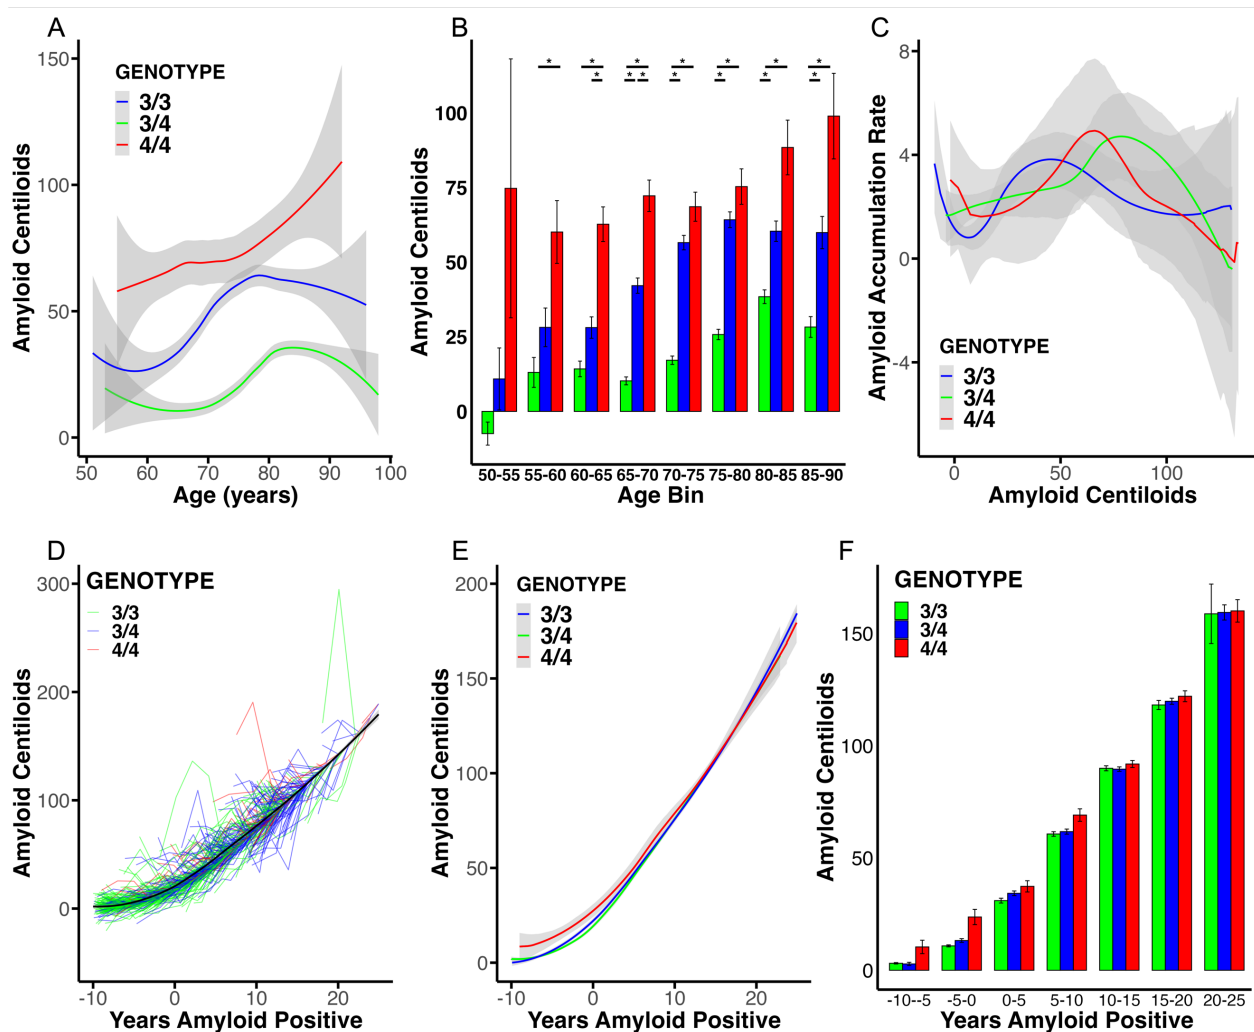 A
GENOTYPE
3/3
3/4
4/4
150
100
50
0
Amyloid Centiloids
50 60 70 80 90 100
Age (years)
B
* * * * * * *
* * * * * * *
100
75
50
25
0
Amyloid Centiloids
50-55 55-60 60-65 65-70 70-75 75-80 80-85 85-90
Age Bin
C
8
4
0
-4
Amyloid Accumulation Rate
GENOTYPE
3/3
3/4
4/4
0 50 100
Amyloid Centiloids
D
GENOTYPE
3/3
3/4
4/4
300
200
100
0
Amyloid Centiloids
-10 0 10 20
Years Amyloid Positive
E
GENOTYPE
3/3
3/4
4/4
200
150
100
50
0
Amyloid Centiloids
-10 0 10 20
Years Amyloid Positive
F
GENOTYPE
3/3
3/4
4/4
150
100
50
0
Amyloid Centiloids
-10--5 -5-0 0-5 5-10 10-15 15-20 20-25
Years Amyloid Positive